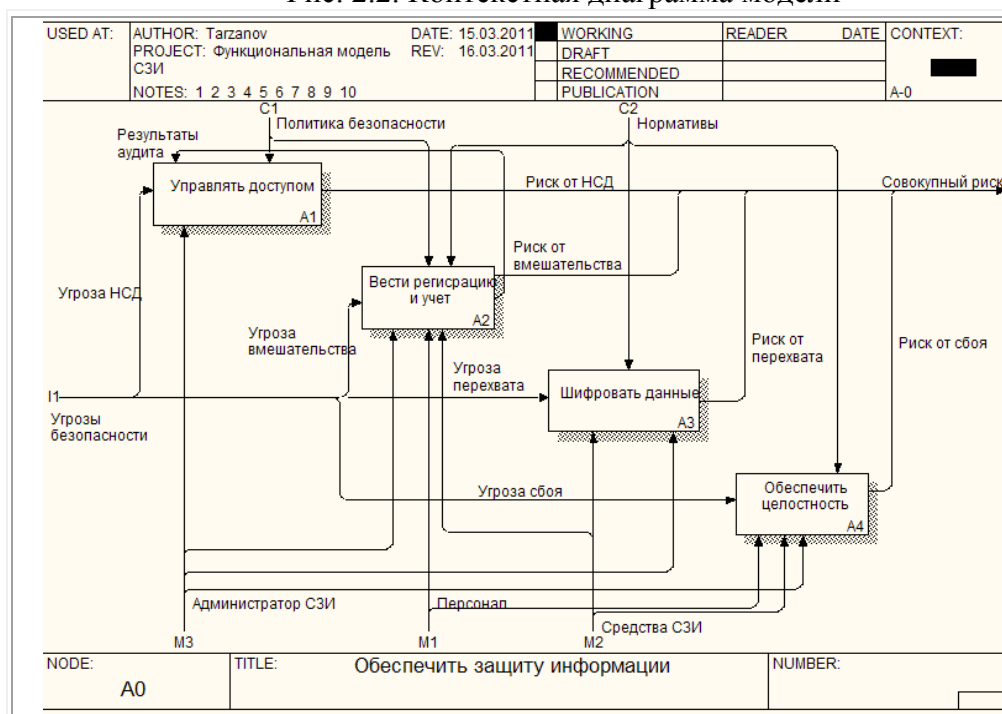 Рис. 2.2. Контекстная диаграмма модели
USED AT:
AUTHOR: Tarzanov
DATE: 15.03.2011
PROJECT: Функциональная модель
REV: 16.03.2011
СЗИ
NOTES: 1 2 3 4 5 6 7 8 9 10
WORKING
DRAFT
RECOMMENDED
PUBLICATION
READER
DATE
CONTEXT:
A-0
C1
C2
Политика безопасности
Нормативы
Результаты
аудита
Управлять доступом
A1
Риск от НСД
Совокупный риск
Вести регисрацию
и учет
A2
Риск от
вмешательства
Угроза НСД
Угроза
вмешательства
Угроза
перехвата
Риск от
перехвата
Риск от сбоя
Шифровать данные
A3
I1
Угрозы
безопасности
Угроза сбоя
Обеспечить
целостность
A4
Администратор СЗИ
Персонал
Средства СЗИ
M3
M1
M2
NODE:
A0
TITLE:
Обеспечить защиту информации
NUMBER: